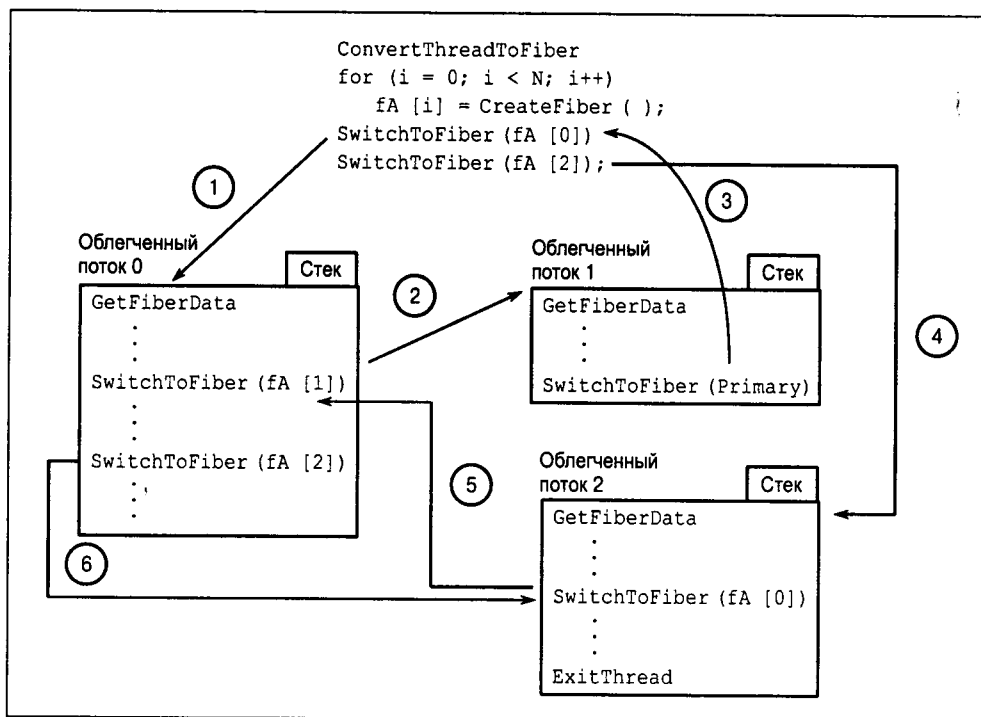 ConvertThreadToFiber
for (i = 0; i < N; i++)
fA [i] = CreateFiber ( );
SwitchToFiber (fA [0])
SwitchToFiber (fA [2]);
1
3
Облегченный
поток 0
Стек
GetFiberData
.
.
.
SwitchToFiber (fA [1])
.
.
.
SwitchToFiber (fA [2])
.
.
.
2
Облегченный
поток 1
Стек
GetFiberData
.
.
.
SwitchToFiber (Primary)
4
5
6
Облегченный
поток 2
Стек
GetFiberData
.
.
.
SwitchToFiber (fA [0])
.
.
.
ExitThread